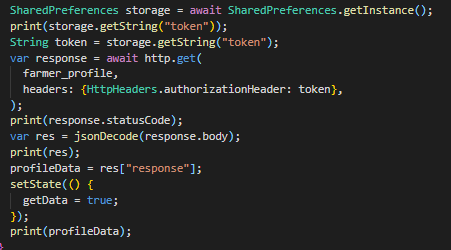 SharedPreferences storage = await SharedPreferences.getInstance();
print(storage.getString("token"));
String token = storage.getString("token");
var response = await http.get(
  farmer_profile,
  headers: {HttpHeaders.authorizationHeader: token},
);
print(response.statusCode);
var res = jsonDecode(response.body);
print(res);
profileData = res["response"];
setState(() {
  getData = true;
});
print(profileData);
}